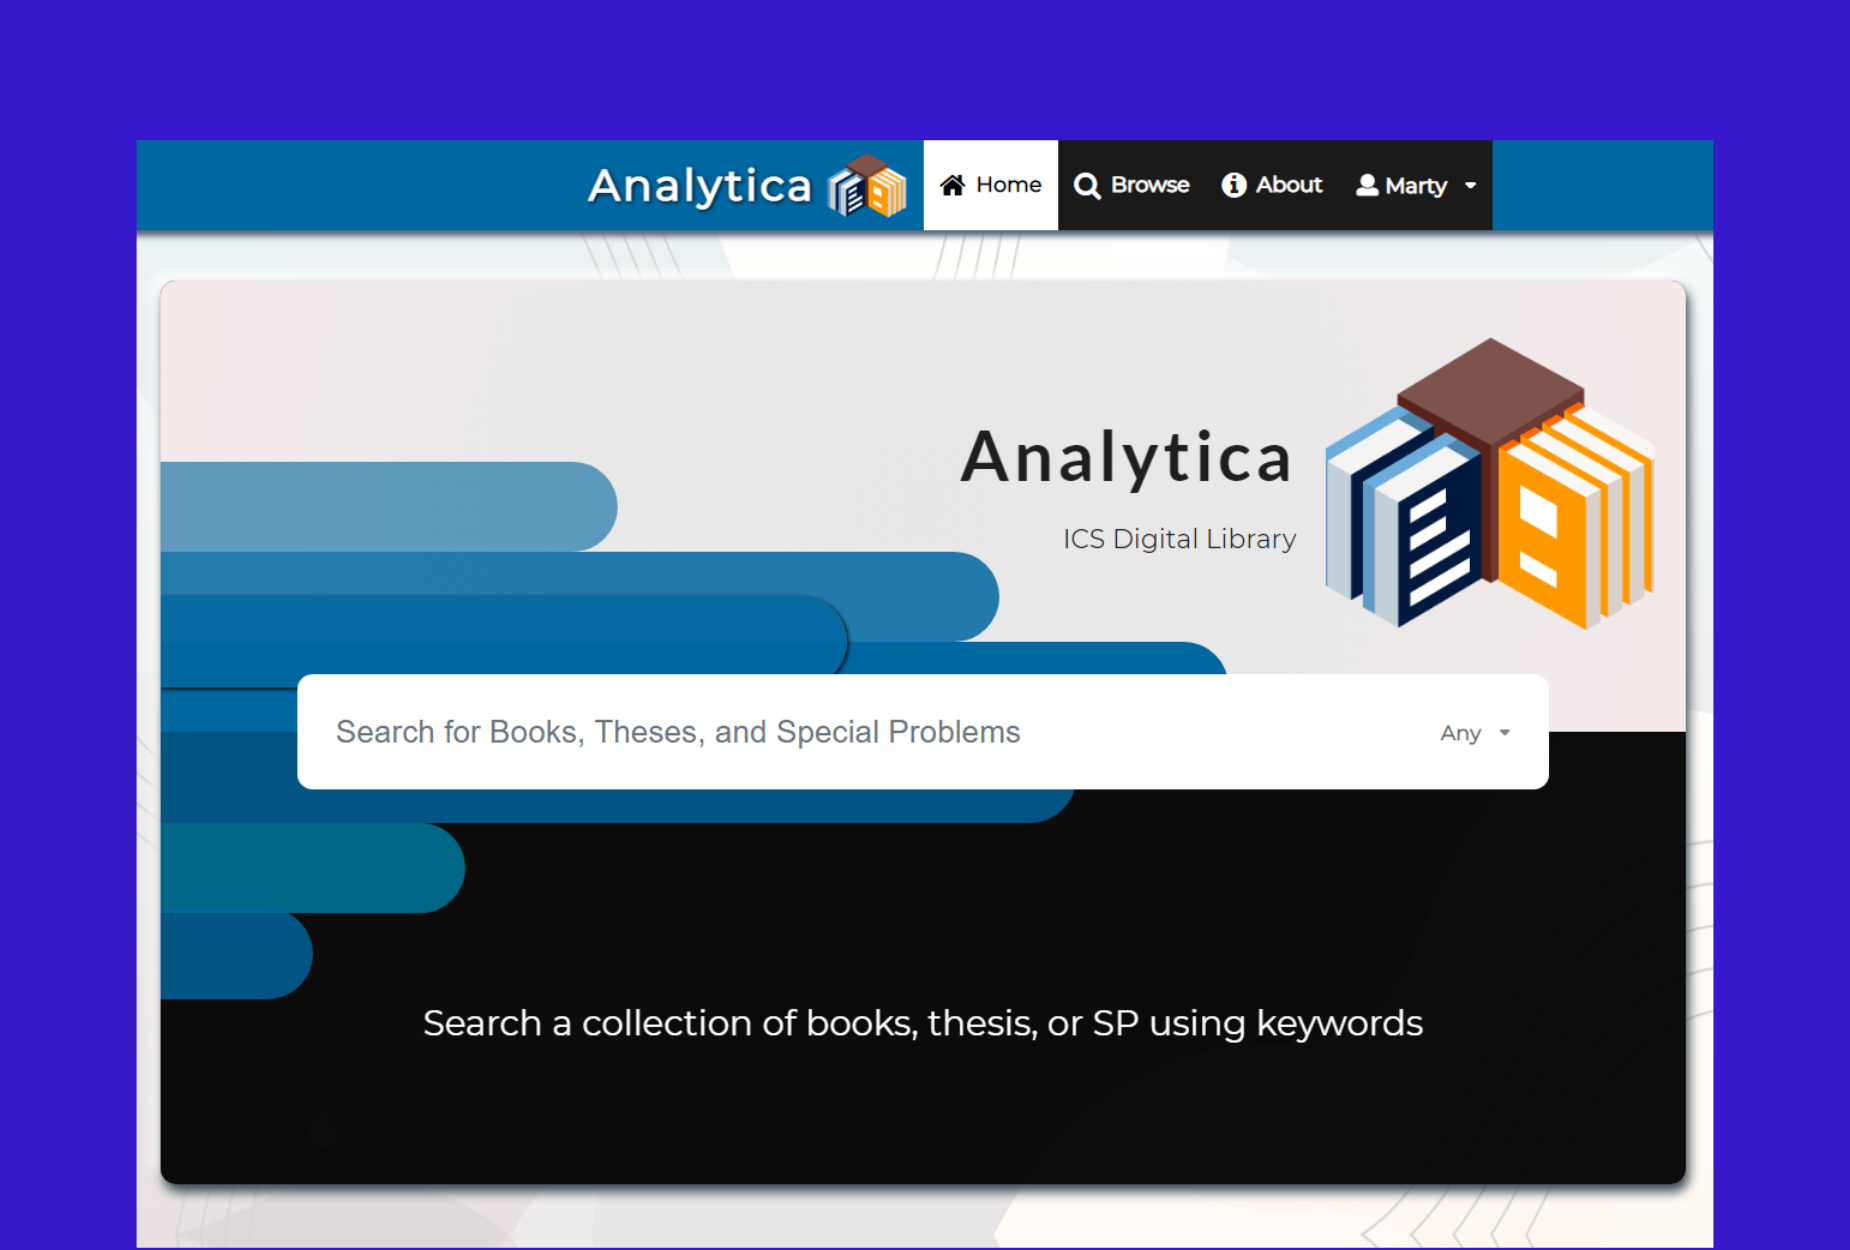 Analytica
Home Browse About Marty
Analytica
ICS Digital Library
Search for Books, Theses, and Special Problems Any
Search a collection of books, thesis, or SP using keywords